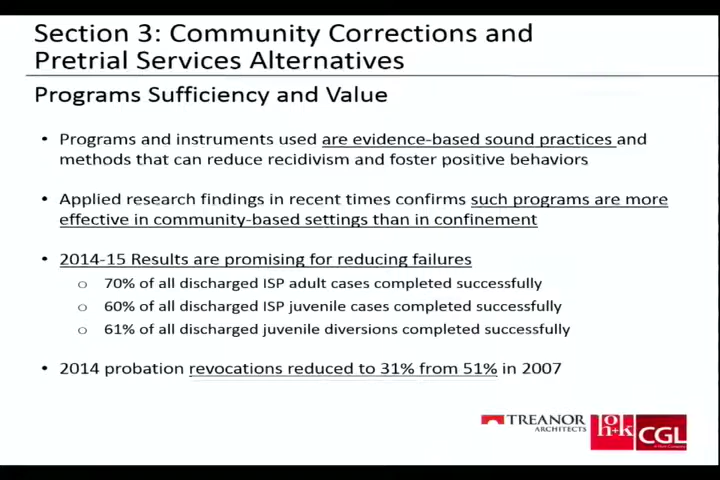 Section 3: Community Corrections and
Pretrial Services Alternatives
Programs Sufficiency and Value
• Programs and instruments used are evidence-based sound practices and
methods that can reduce recidivism and foster positive behaviors
• Applied research findings in recent times confirms such programs are more
effective in community-based settings than in confinement
• 2014-15 Results are promising for reducing failures
o 70% of all discharged ISP adult cases completed successfully
o 60% of all discharged ISP juvenile cases completed successfully
o 61% of all discharged juvenile diversions completed successfully
• 2014 probation revocations reduced to 31% from 51% in 2007
TREANOR
ARCHITECTS
ho+k
CGL